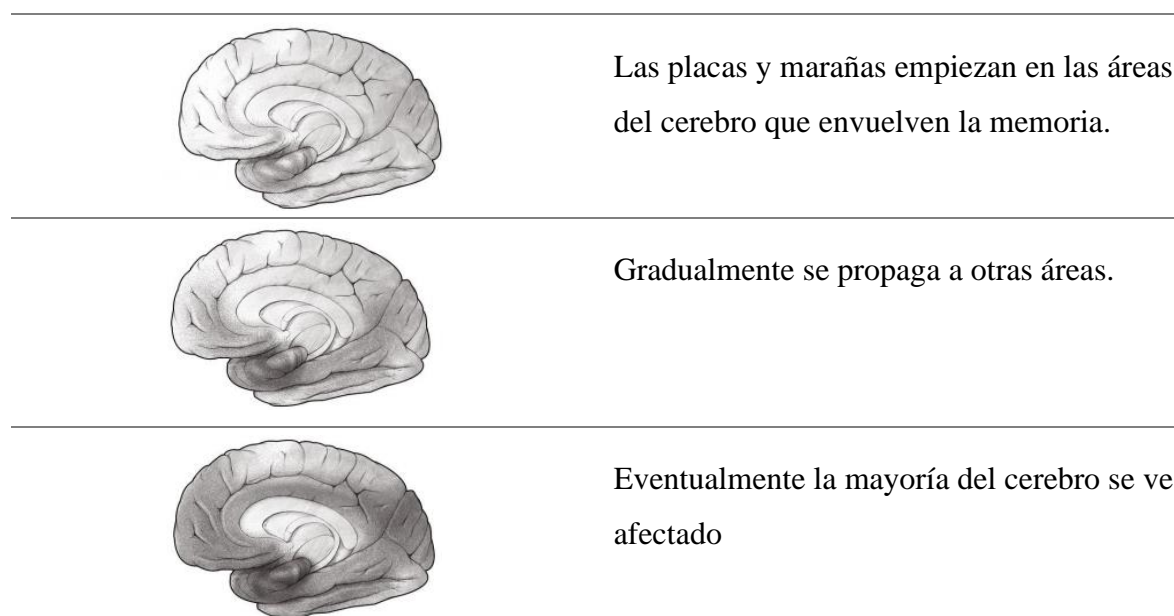 Las placas y marañas empiezan en las áreas
del cerebro que envuelven la memoria.
Gradualmente se propaga a otras áreas.
Eventualmente la mayoría del cerebro se ve
afectado